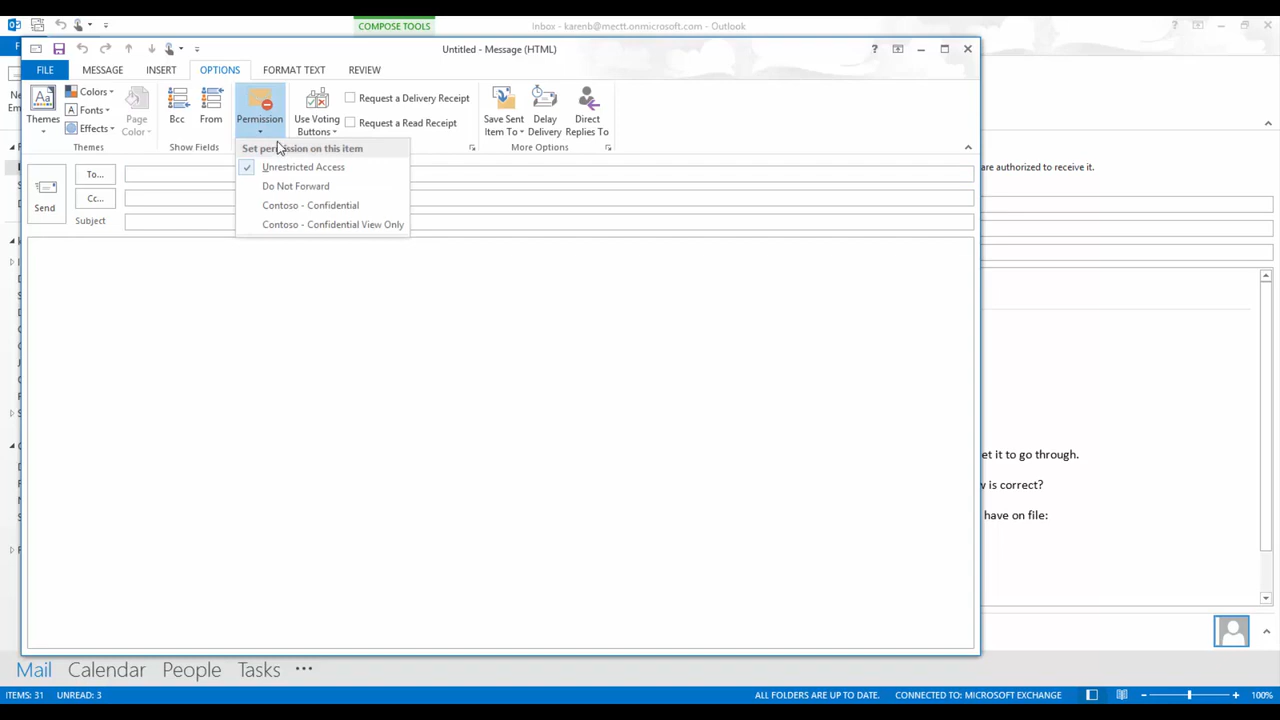 COMPOSE TOOLS
Inbox - karenb@mectt.onmicrosoft.com - Outlook
Untitled - Message (HTML)
FILE MESSAGE INSERT OPTIONS FORMAT TEXT REVIEW
Themes
Colors
Fonts
Effects
Page Color
Themes
Bcc
From
Show Fields
Permission
Use Voting Buttons
Request a Delivery Receipt
Request a Read Receipt
Save Sent Item To
Delay Delivery
Direct Replies To
More Options
Set permission on this item
Unrestricted Access
Do Not Forward
Contoso - Confidential
Contoso - Confidential View Only
Send
To...
Cc...
Subject
are authorized to receive it.
et it to go through.
w is correct?
have on file:
Mail Calendar People Tasks
ITEMS: 31 UNREAD: 3
ALL FOLDERS ARE UP TO DATE. CONNECTED TO: MICROSOFT EXCHANGE
100%